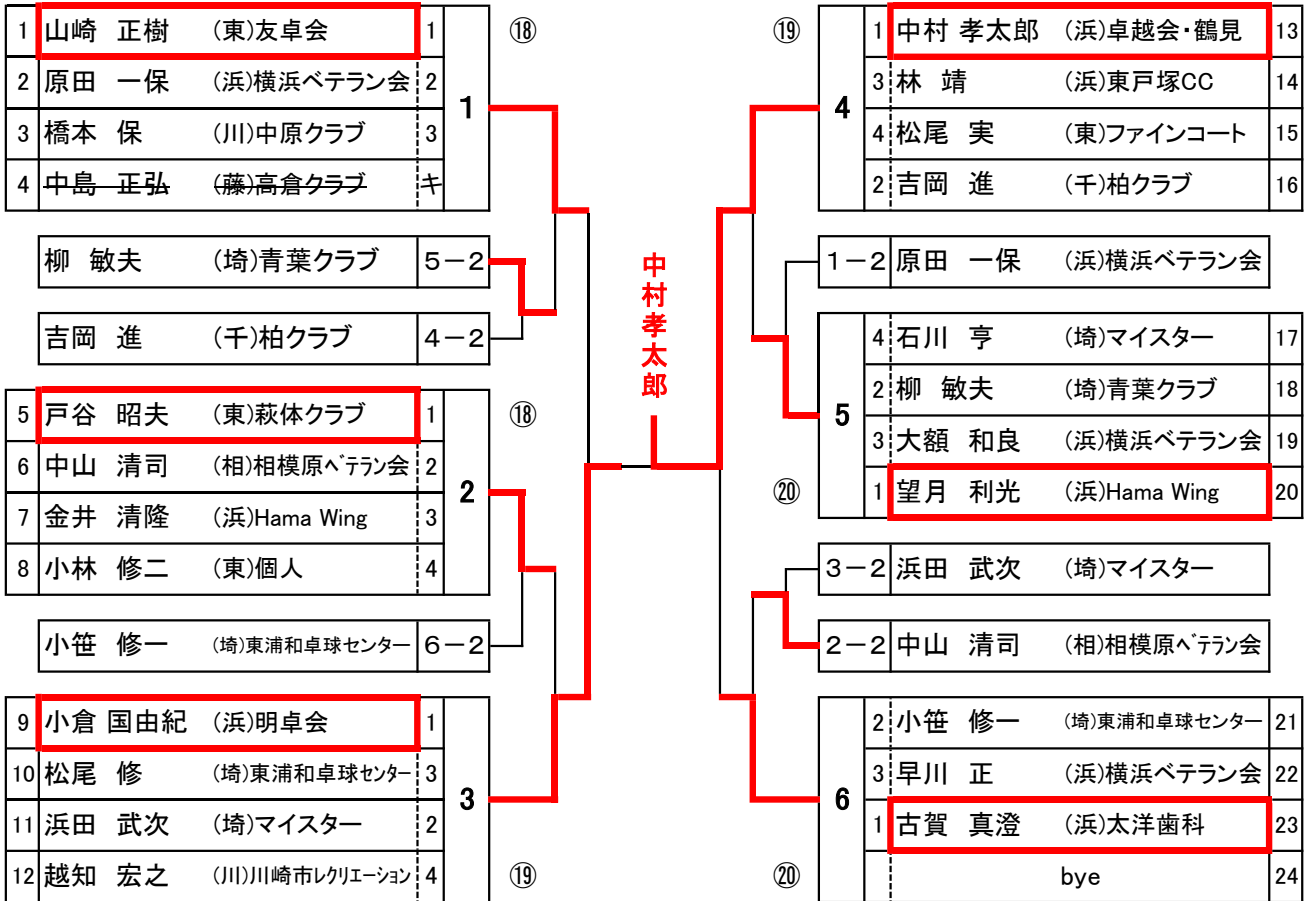 1 山崎 正樹 (東)友卓会 1
2 原田 一保 (浜)横浜ベテラン会 2
3 橋本 保 (川)中原クラブ 3
4 中島 正弘 (藤)高倉クラブ キ
1
⑱
柳 敏夫 (埼)青葉クラブ 5-2
吉岡 進 (千)柏クラブ 4-2
5 戸谷 昭夫 (東)萩体クラブ 1
6 中山 清司 (相)相模原ベテラン会 2
7 金井 清隆 (浜)Hama Wing 3
8 小林 修二 (東)個人 4
2
⑱
小笹 修一 (埼)東浦和卓球センター 6-2
9 小倉 国由紀 (浜)明卓会 1
10 松尾 修 (埼)東浦和卓球センター 3
11 浜田 武次 (埼)マイスター 2
12 越知 宏之 (川)川崎市レクリエーション 4
3
⑲
中村孝太郎
⑲
4
1 中村 孝太郎 (浜)卓越会・鶴見 13
3 林 靖 (浜)東戸塚CC 14
4 松尾 実 (東)ファインコート 15
2 吉岡 進 (千)柏クラブ 16
1-2 原田 一保 (浜)横浜ベテラン会
5
4 石川 亨 (埼)マイスター 17
2 柳 敏夫 (埼)青葉クラブ 18
3 大額 和良 (浜)横浜ベテラン会 19
1 望月 利光 (浜)Hama Wing 20
⑳
3-2 浜田 武次 (埼)マイスター
2-2 中山 清司 (相)相模原ベテラン会
6
2 小笹 修一 (埼)東浦和卓球センター 21
3 早川 正 (浜)横浜ベテラン会 22
1 古賀 真澄 (浜)太洋歯科 23
bye 24
⑳